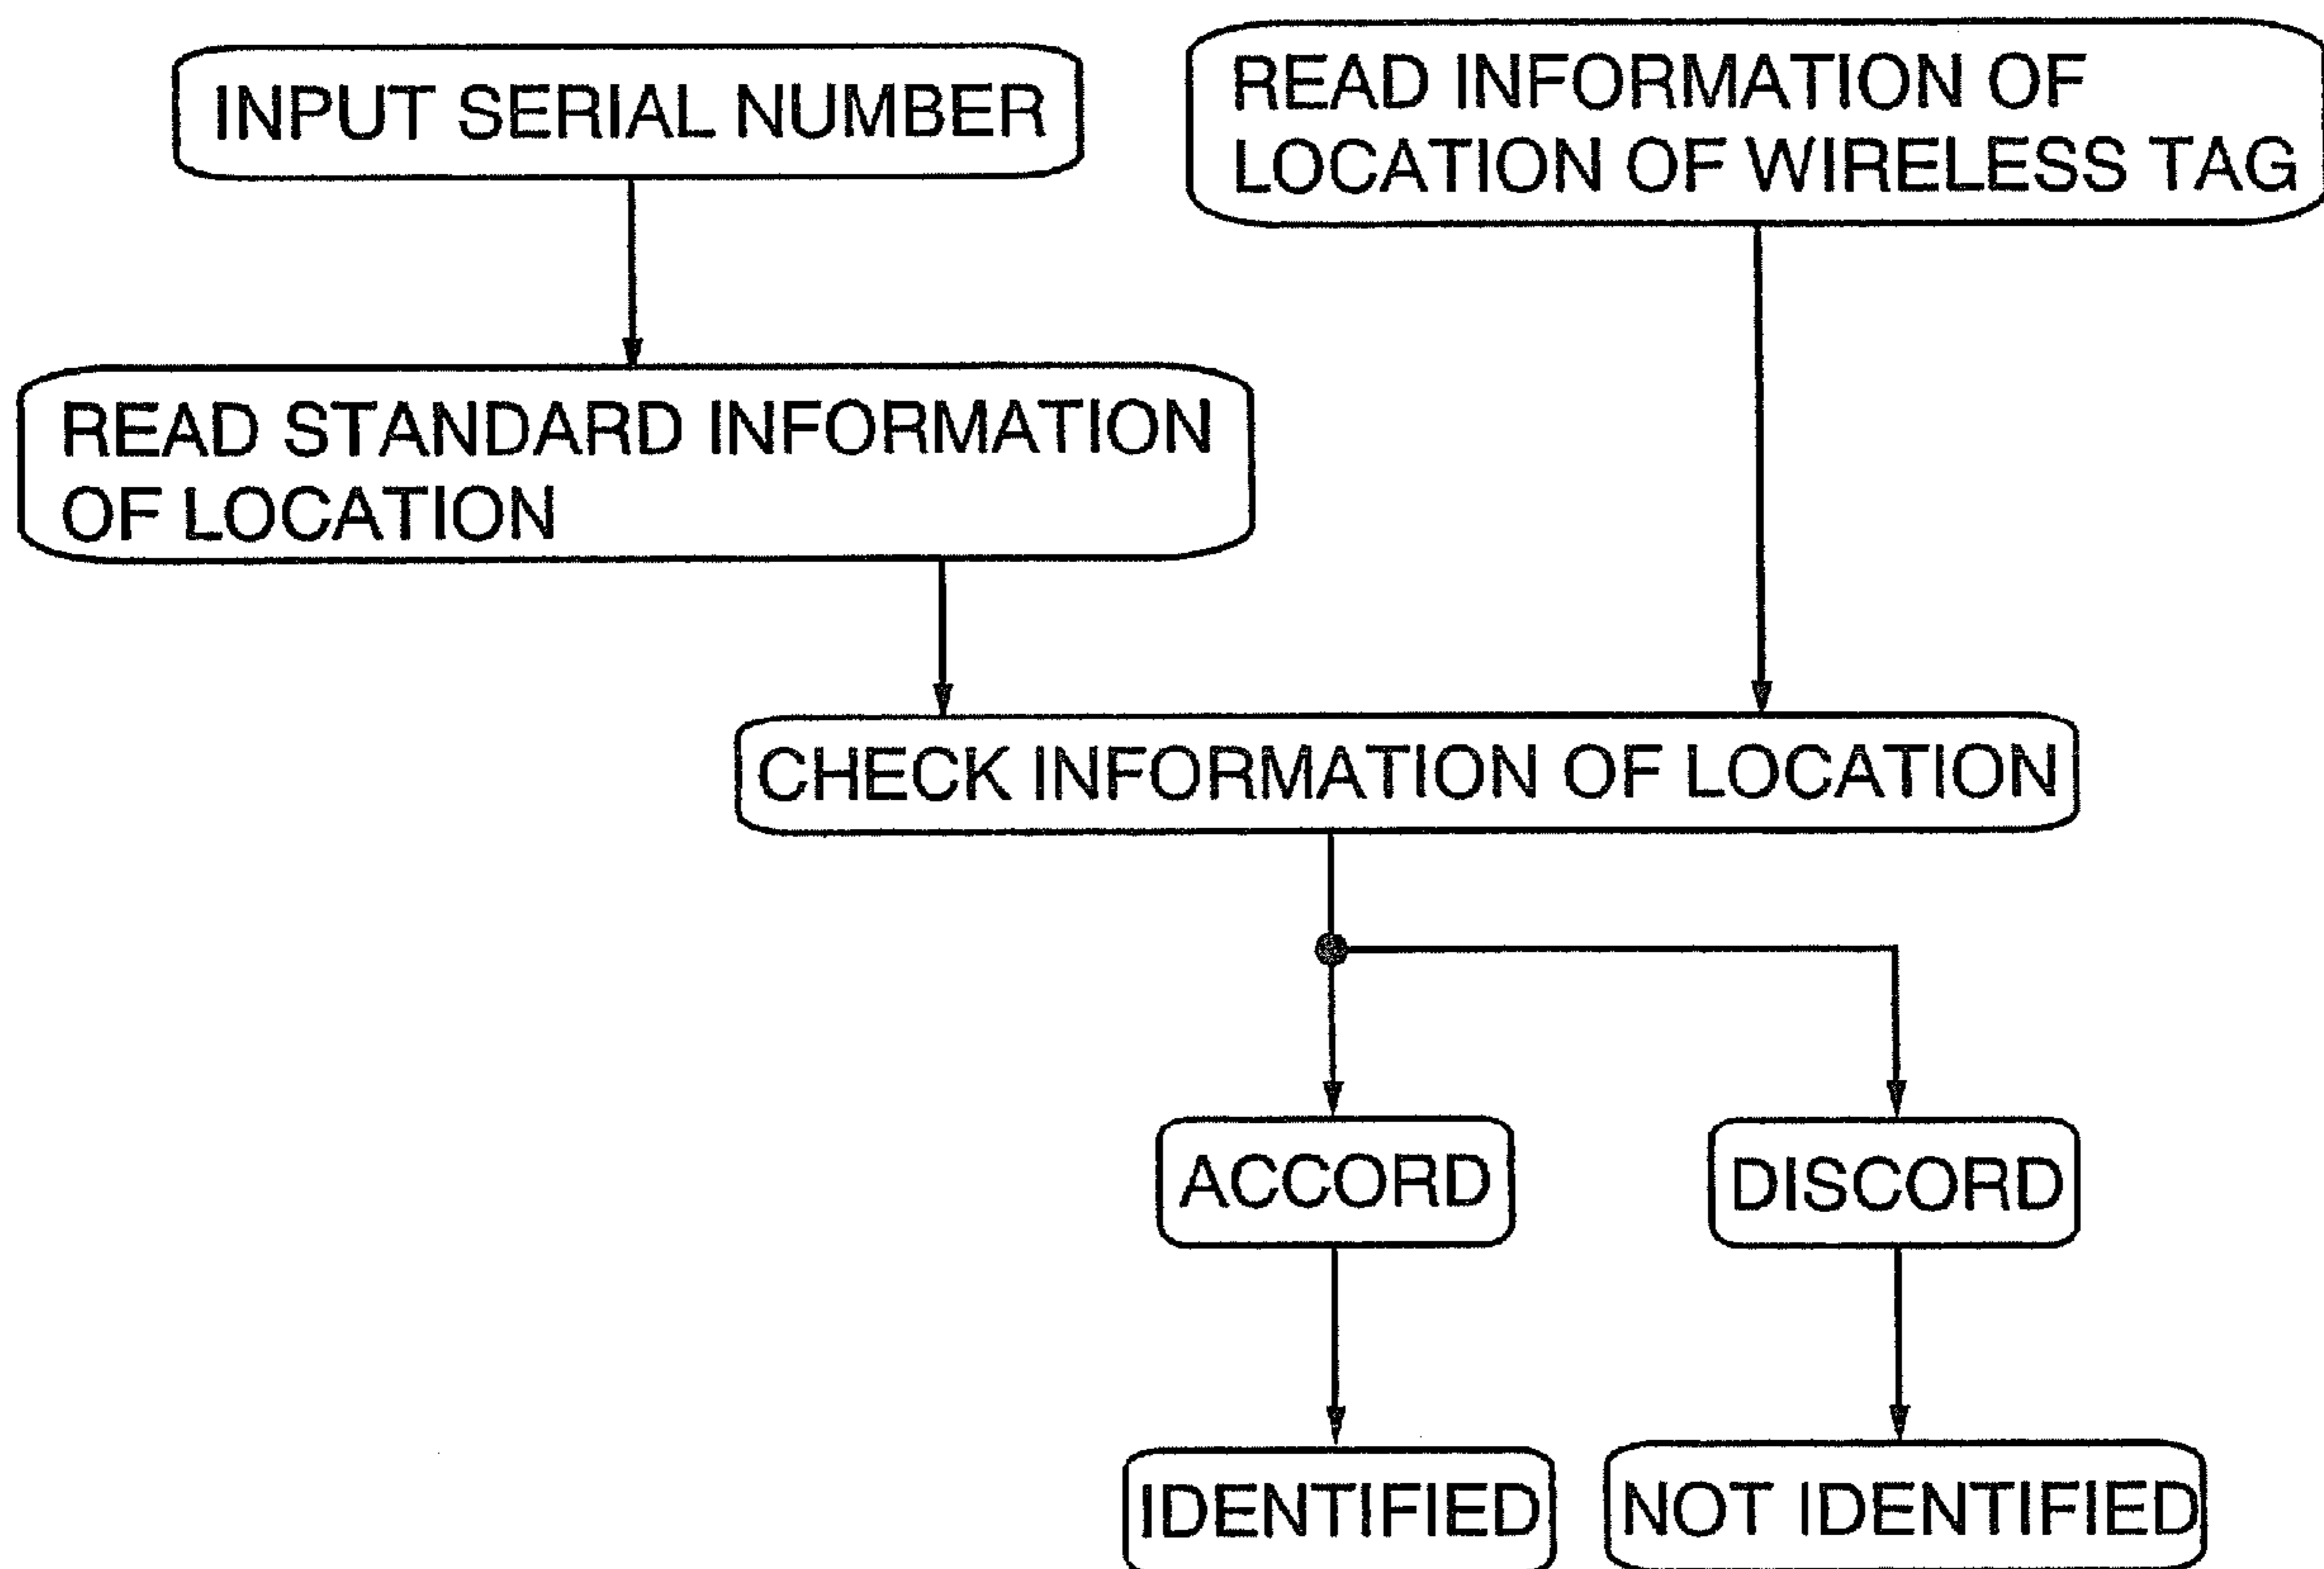 INPUT SERIAL NUMBER
READ INFORMATION OF
LOCATION OF WIRELESS TAG
READ STANDARD INFORMATION
OF LOCATION
CHECK INFORMATION OF LOCATION
ACCORD
DISCORD
IDENTIFIED
NOT IDENTIFIED